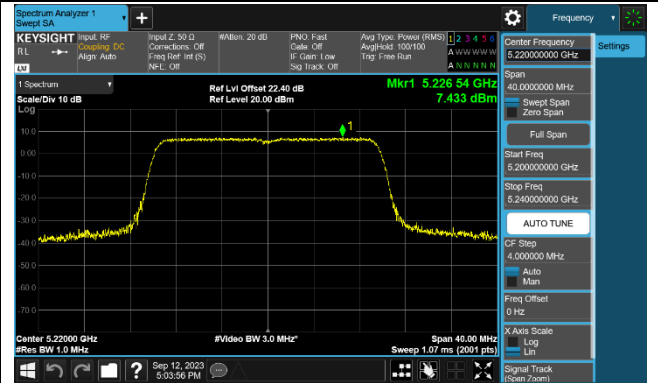 Spectrum Analyzer 1
Swept SA
Frequency
KEYSIGHT
RL
LXI
Input: RF
Coupling: DC
Align: Auto
Input Z: 50 Ω
Corrections: Off
Freq Ref: Int (S)
NFE: Off
#Atten: 20 dB
PNO: Fast
Gate: Off
IF Gain: Low
Sig Track: Off
Avg Type: Power (RMS)
Avg|Hold: 100/100
Trig: Free Run
1 2 3 4 5 6
A W W W W W
A N N N N N
1 Spectrum
Scale/Div 10 dB
Log
Ref Lvl Offset 22.40 dB
Ref Level 20.00 dBm
Mkr1 5.226 54 GHz
7.433 dBm
1
10.0
0.00
-10.0
-20.0
-30.0
-40.0
-50.0
-60.0
-70.0
Center 5.22000 GHz
#Res BW 1.0 MHz
#Video BW 3.0 MHz*
Span 40.00 MHz
Sweep 1.07 ms (2001 pts)
Sep 12, 2023
5:03:56 PM
Center Frequency
5.220000000 GHz
Span
40.0000000 MHz
Swept Span
Zero Span
Full Span
Start Freq
5.200000000 GHz
Stop Freq
5.240000000 GHz
AUTO TUNE
CF Step
4.000000 MHz
Auto
Man
Freq Offset
0 Hz
X Axis Scale
Log
Lin
Signal Track
(Span Zoom)
Settings